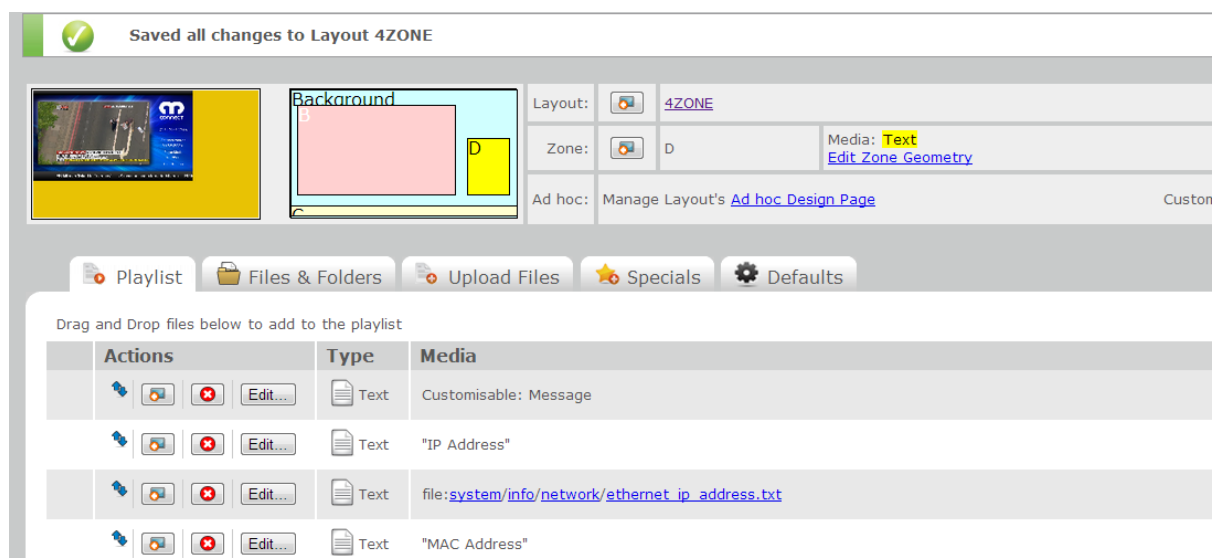 Saved all changes to Layout 4ZONE
CONNECT
Background
B
D
C
Layout: 4ZONE
Zone: D Media: Text
Edit Zone Geometry
Ad hoc: Manage Layout's Ad hoc Design Page Custom
Playlist Files & Folders Upload Files Specials Defaults
Drag and Drop files below to add to the playlist
Actions Type Media
Edit... Text Customisable: Message
Edit... Text "IP Address"
Edit... Text file:system/info/network/ethernet_ip_address.txt
Edit... Text "MAC Address"